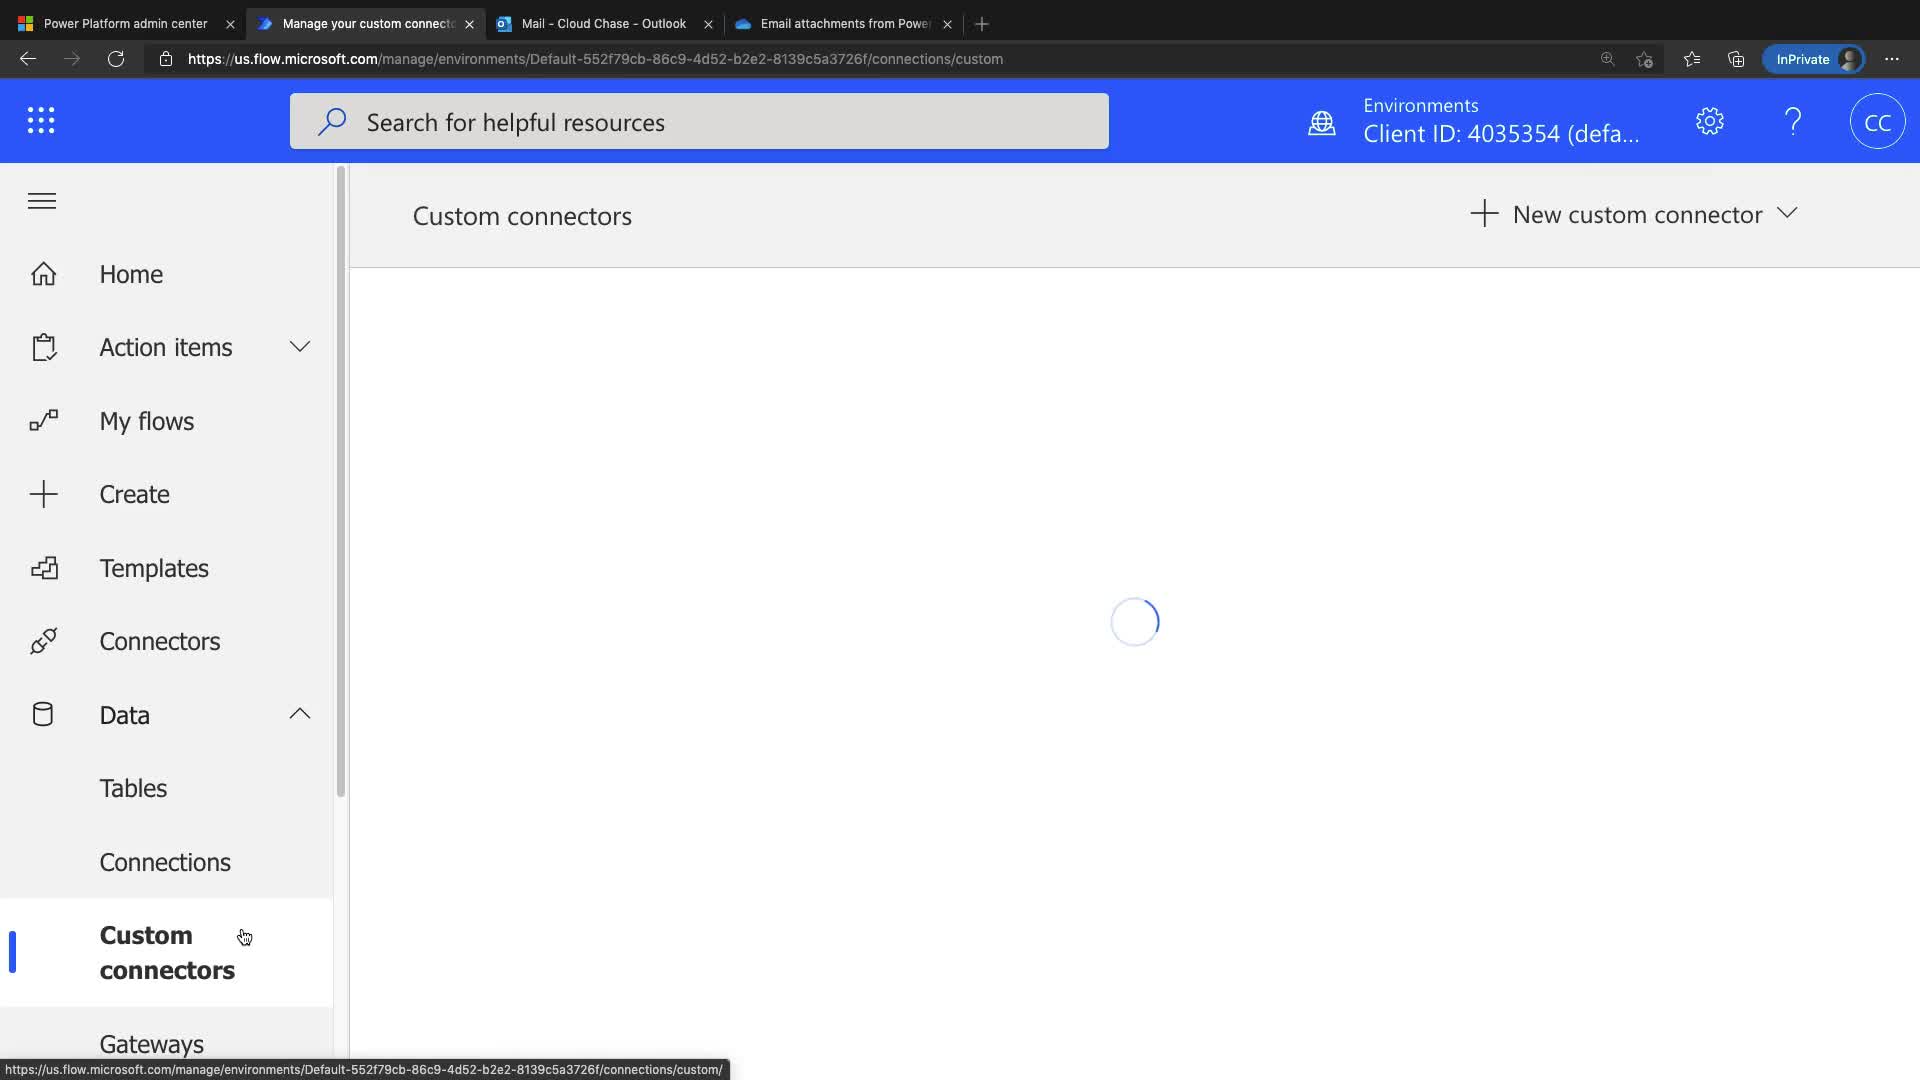 Power Platform admin center
Manage your custom connecto
Mail - Cloud Chase - Outlook
Email attachments from Power
https://us.flow.microsoft.com/manage/environments/Default-552f79cb-86c9-4d52-b2e2-8139c5a3726f/connections/custom
InPrivate
Search for helpful resources
Environments
Client ID: 4035354 (defa...
CC
Custom connectors
New custom connector
Home
Action items
My flows
Create
Templates
Connectors
Data
Tables
Connections
Custom
connectors
Gateways
https://us.flow.microsoft.com/manage/environments/Default-552f79cb-86c9-4d52-b2e2-8139c5a3726f/connections/custom/